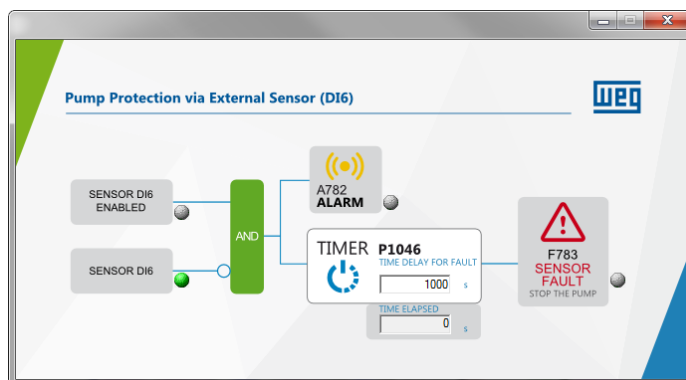 Pump Protection via External Sensor (DI6)
WEG
SENSOR DI6
ENABLED
SENSOR DI6
AND
A782
ALARM
TIMER
P1046
TIME DELAY FOR FAULT
1000 s
TIME ELAPSED
0 s
F783
SENSOR
FAULT
STOP THE PUMP